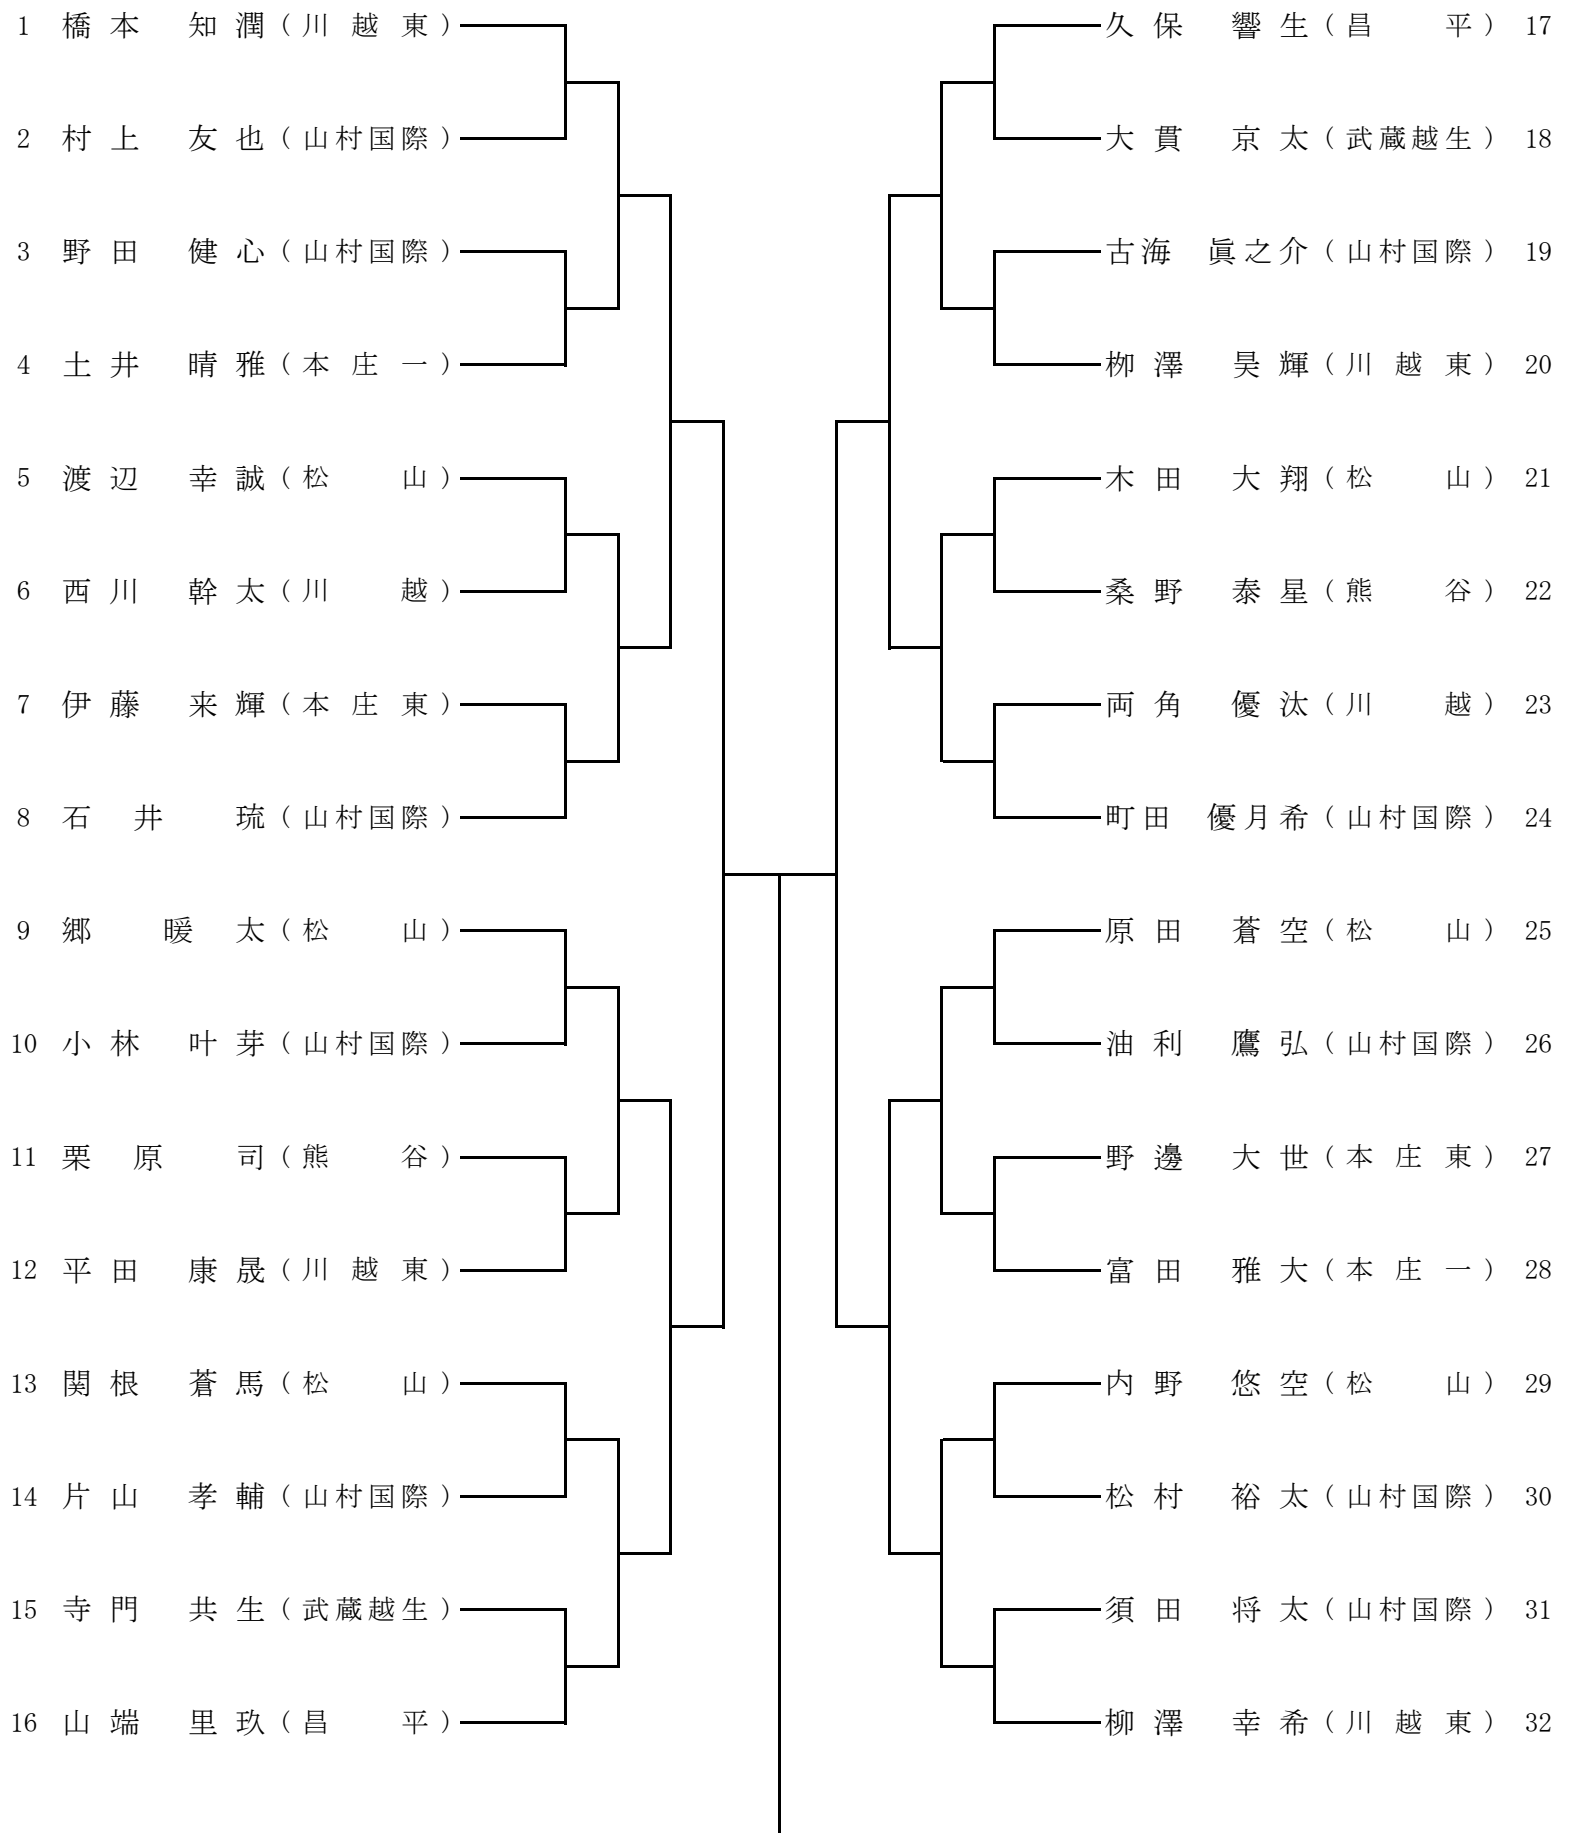 1 橋本 知潤(川越東)
2 村上 友也(山村国際)
3 野田 健心(山村国際)
4 土井 晴雅(本庄一)
5 渡辺 幸誠(松山)
6 西川 幹太(川越)
7 伊藤 来輝(本庄東)
8 石井 琉(山村国際)
9 郷 暖太(松山)
10 小林 叶芽(山村国際)
11 栗原 司(熊谷)
12 平田 康晟(川越東)
13 関根 蒼馬(松山)
14 片山 孝輔(山村国際)
15 寺門 共生(武蔵越生)
16 山端 里玖(昌平)
久保 響生(昌平) 17
大貫 京太(武蔵越生) 18
古海 眞之介(山村国際) 19
栁澤 昊輝(川越東) 20
木田 大翔(松山) 21
桑野 泰星(熊谷) 22
両角 優汰(川越) 23
町田 優月希(山村国際) 24
原田 蒼空(松山) 25
油利 鷹弘(山村国際) 26
野邊 大世(本庄東) 27
富田 雅大(本庄一) 28
内野 悠空(松山) 29
松村 裕太(山村国際) 30
須田 将太(山村国際) 31
柳澤 幸希(川越東) 32